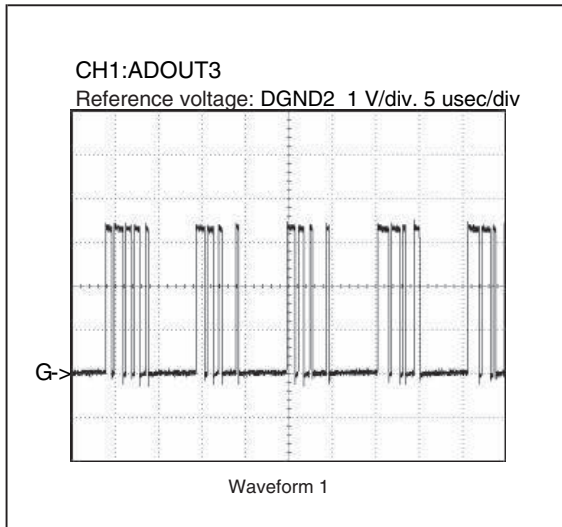 CH1:ADOUT3
Reference voltage: DGND2 1 V/div. 5 usec/div
G->
Waveform 1